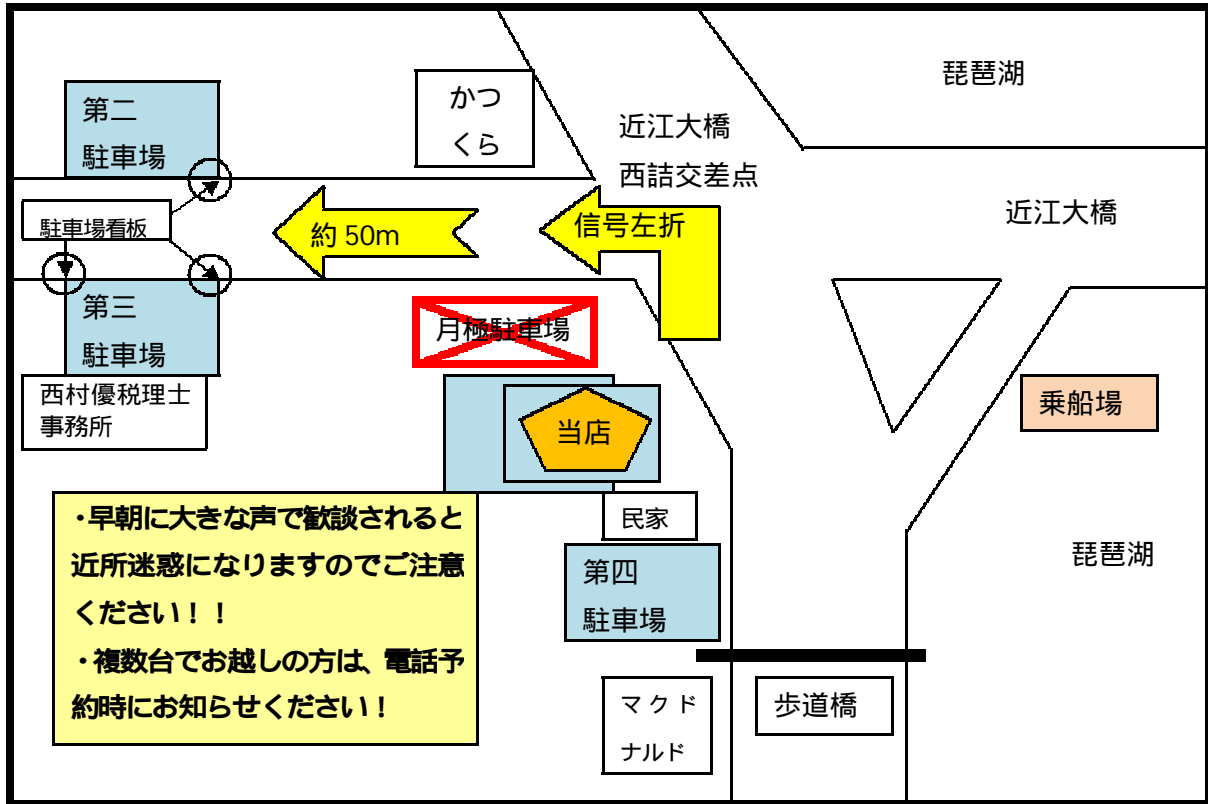 琵琶湖
第二
駐車場
かつ
くら
近江大橋
西詰交差点
近江大橋
駐車場看板
約 50m
信号左折
第三
駐車場
月極駐車場
西村優税理士
事務所
当店
乗船場
民家
・早朝に大きな声で歓談されると
近所迷惑になりますのでご注意
ください！！
・複数台でお越しの方は、電話予
約時にお知らせください！
第四
駐車場
琵琶湖
マクド
ナルド
歩道橋